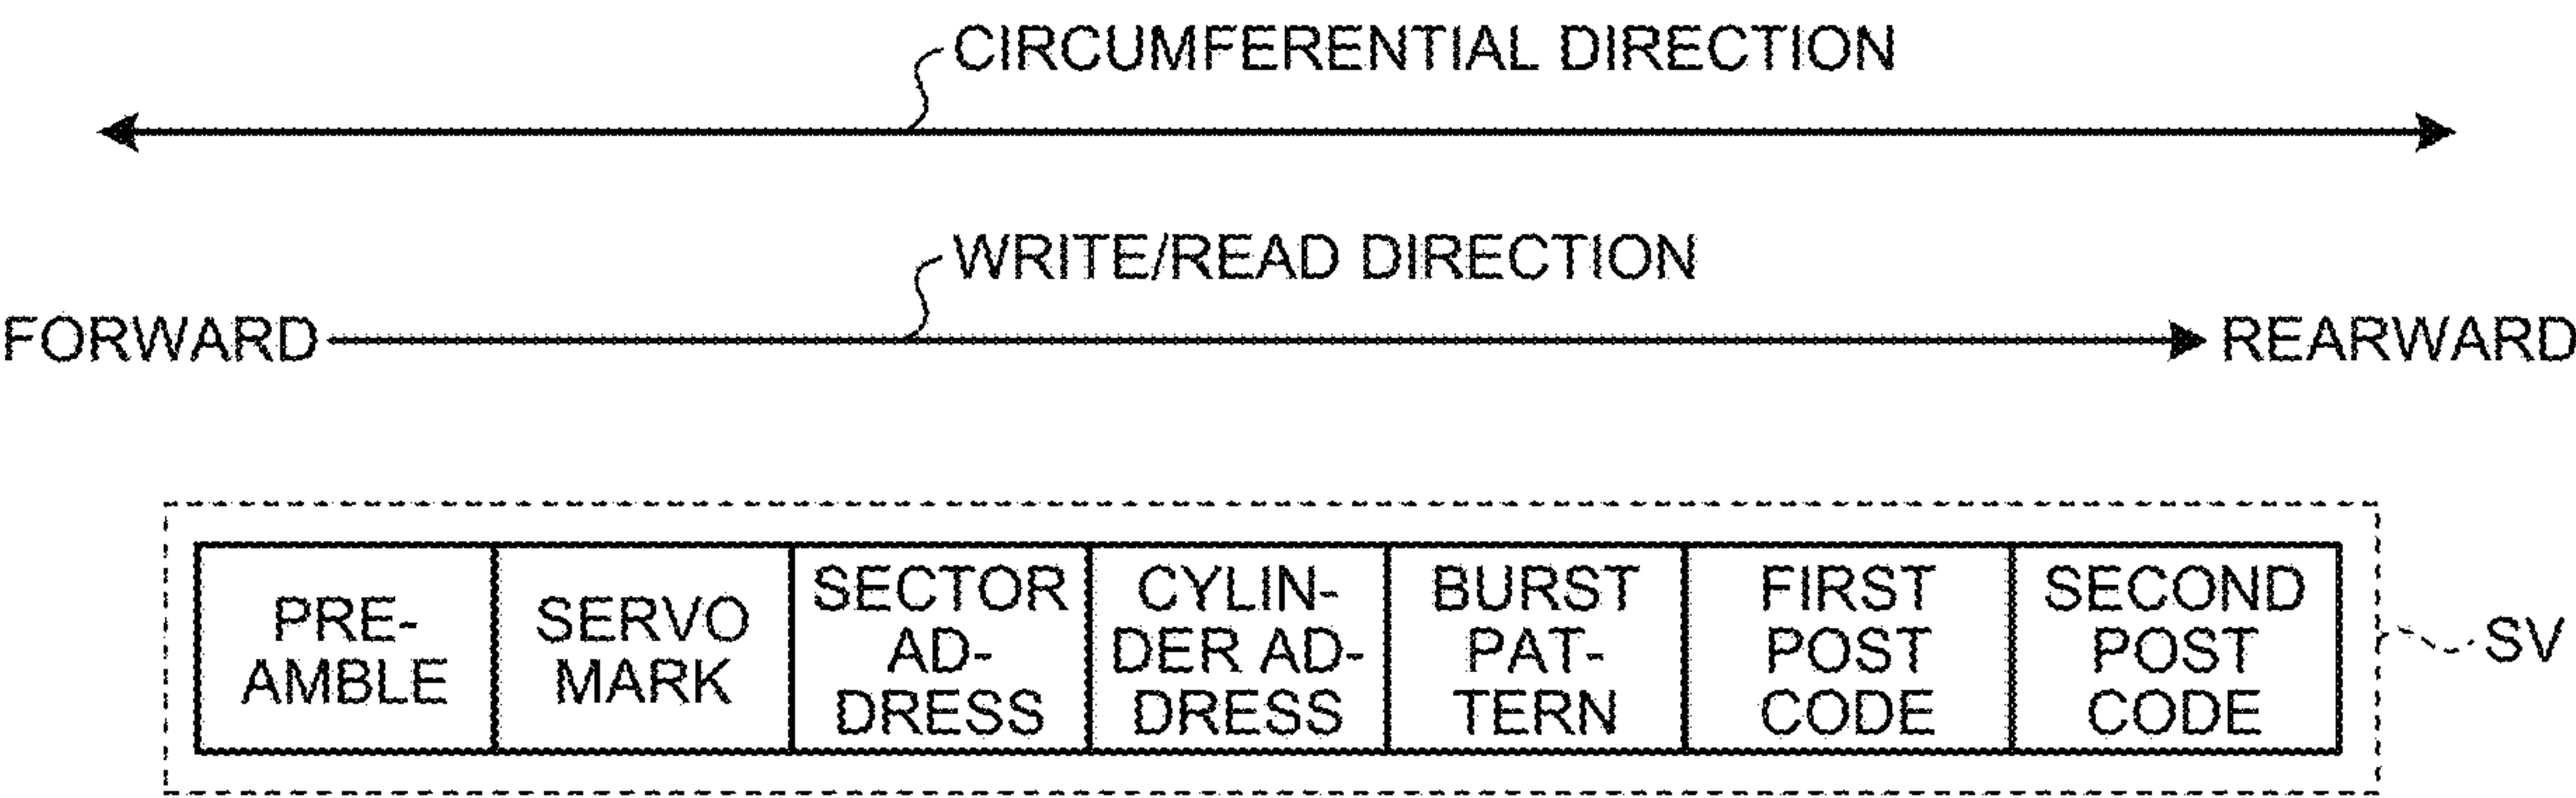 CIRCUMFERENTIAL DIRECTION
WRITE/READ DIRECTION
FORWARD
REARWARD
PRE-
AMBLE
SERVO
MARK
SECTOR
AD-
DRESS
CYLIN-
DER AD-
DRESS
BURST
PAT-
TERN
FIRST
POST
CODE
SECOND
POST
CODE
SV